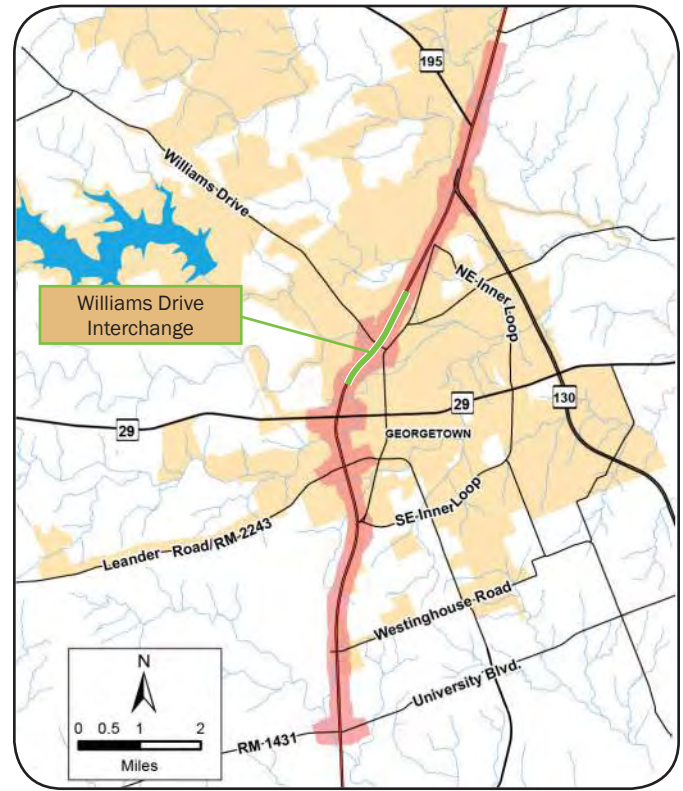 195
Williams Drive
NE Inner Loop
Williams Drive
Interchange
29
29
130
GEORGETOWN
SE Inner Loop
Leander Road/RM-2243
Westinghouse Road
University Blvd.
RM-1431
N
0 0.5 1 2
Miles